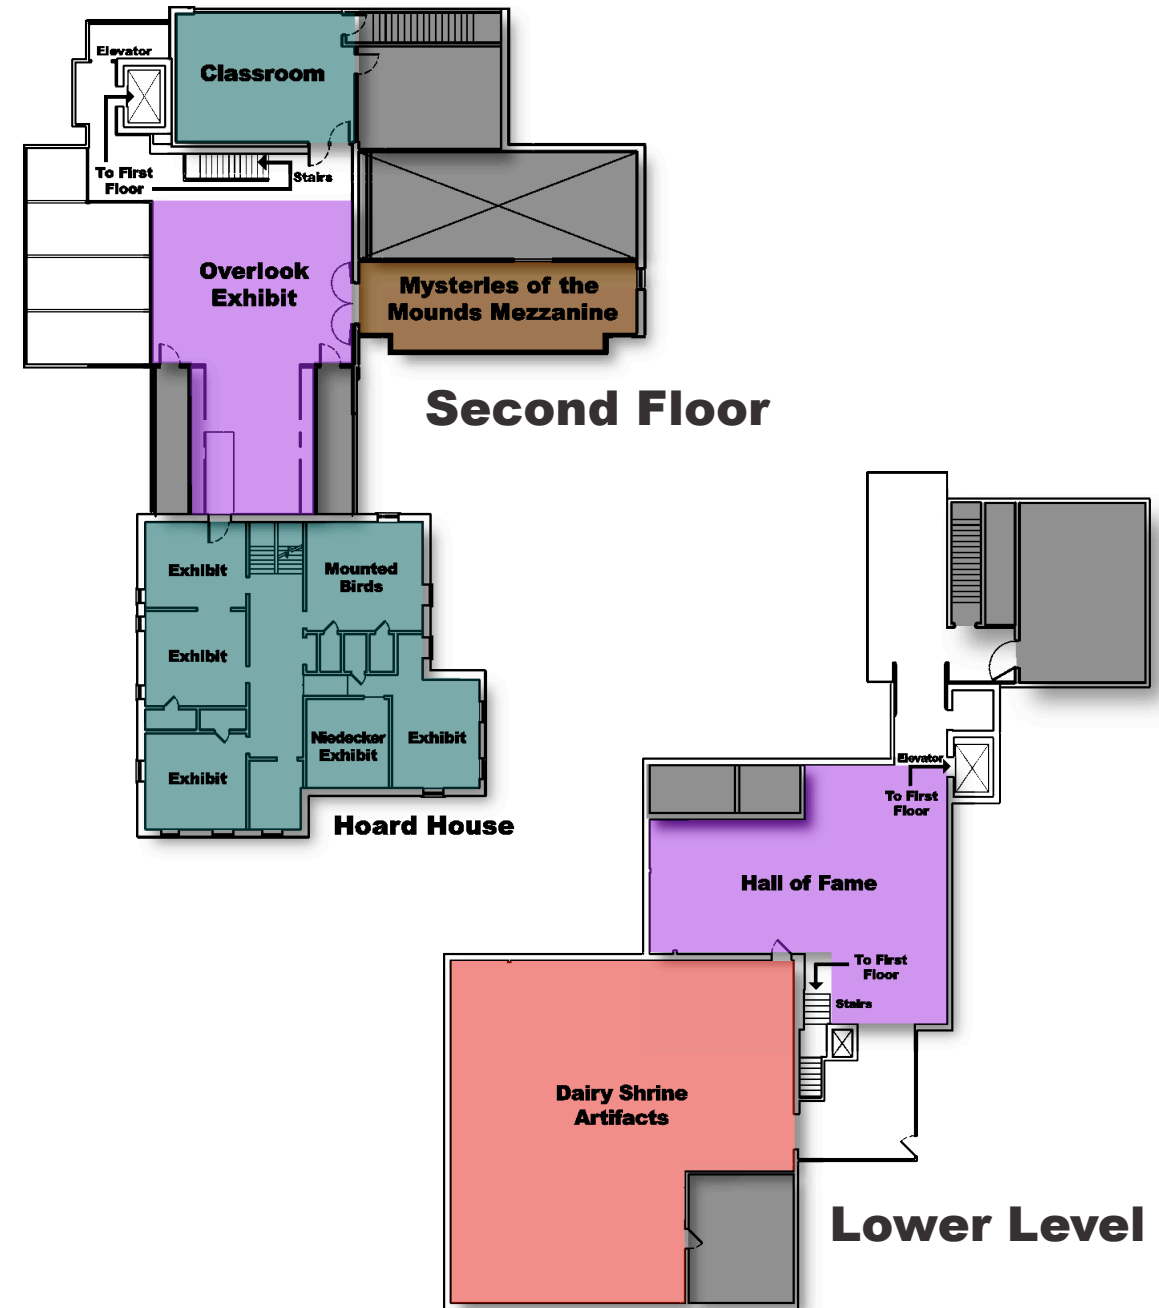 Elevator
Classroom
To First
Floor
Stairs
Overlook
Exhibit
Mysteries of the
Mounds Mezzanine
Second Floor
Exhibit
Mounted
Birds
Exhibit
Niedecker
Exhibit
Exhibit
Exhibit
Hoard House
Elevator
To First
Floor
Hall of Fame
To First
Floor
Stairs
Dairy Shrine
Artifacts
Lower Level